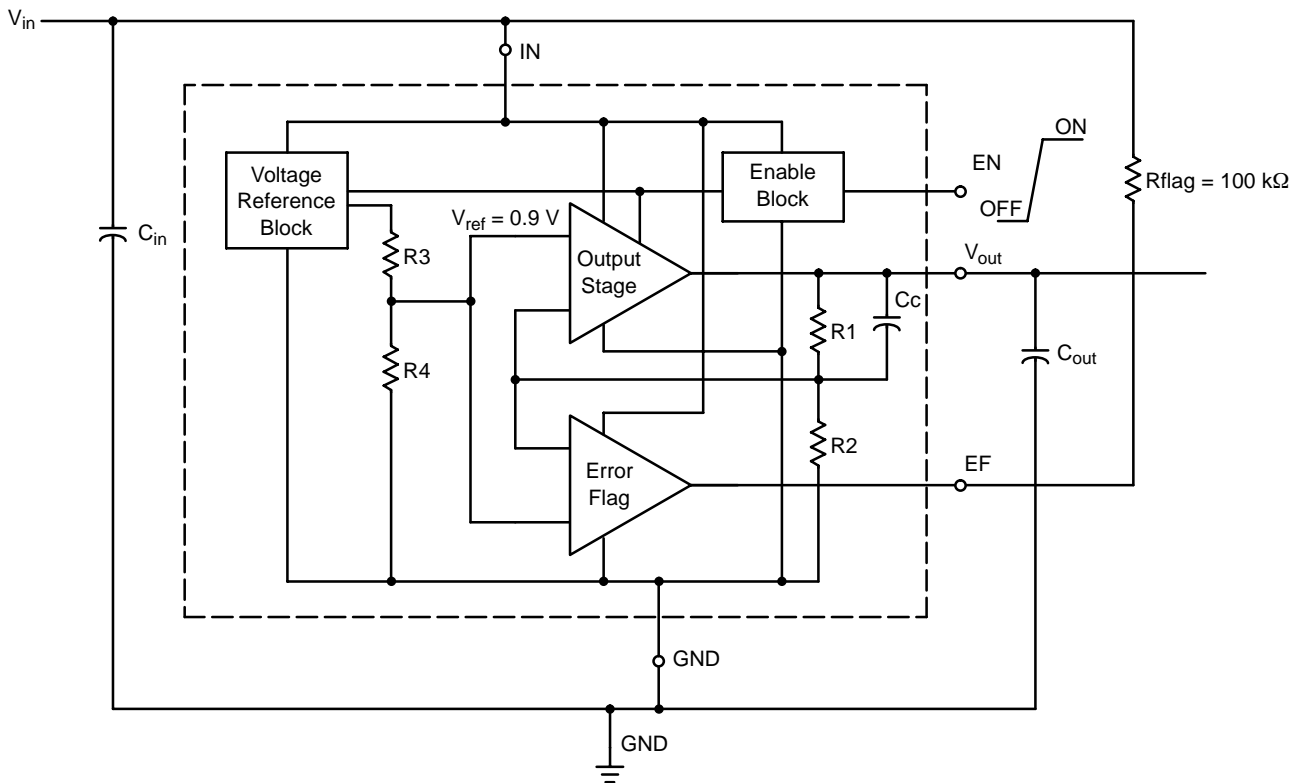 Vin
IN
ON
EN
OFF
Rflag = 100 kΩ
Voltage
Reference
Block
Enable
Block
Vref = 0.9 V
Cin
R3
Output
Stage
Vout
Cc
R1
R4
Cout
R2
Error
Flag
EF
GND
GND